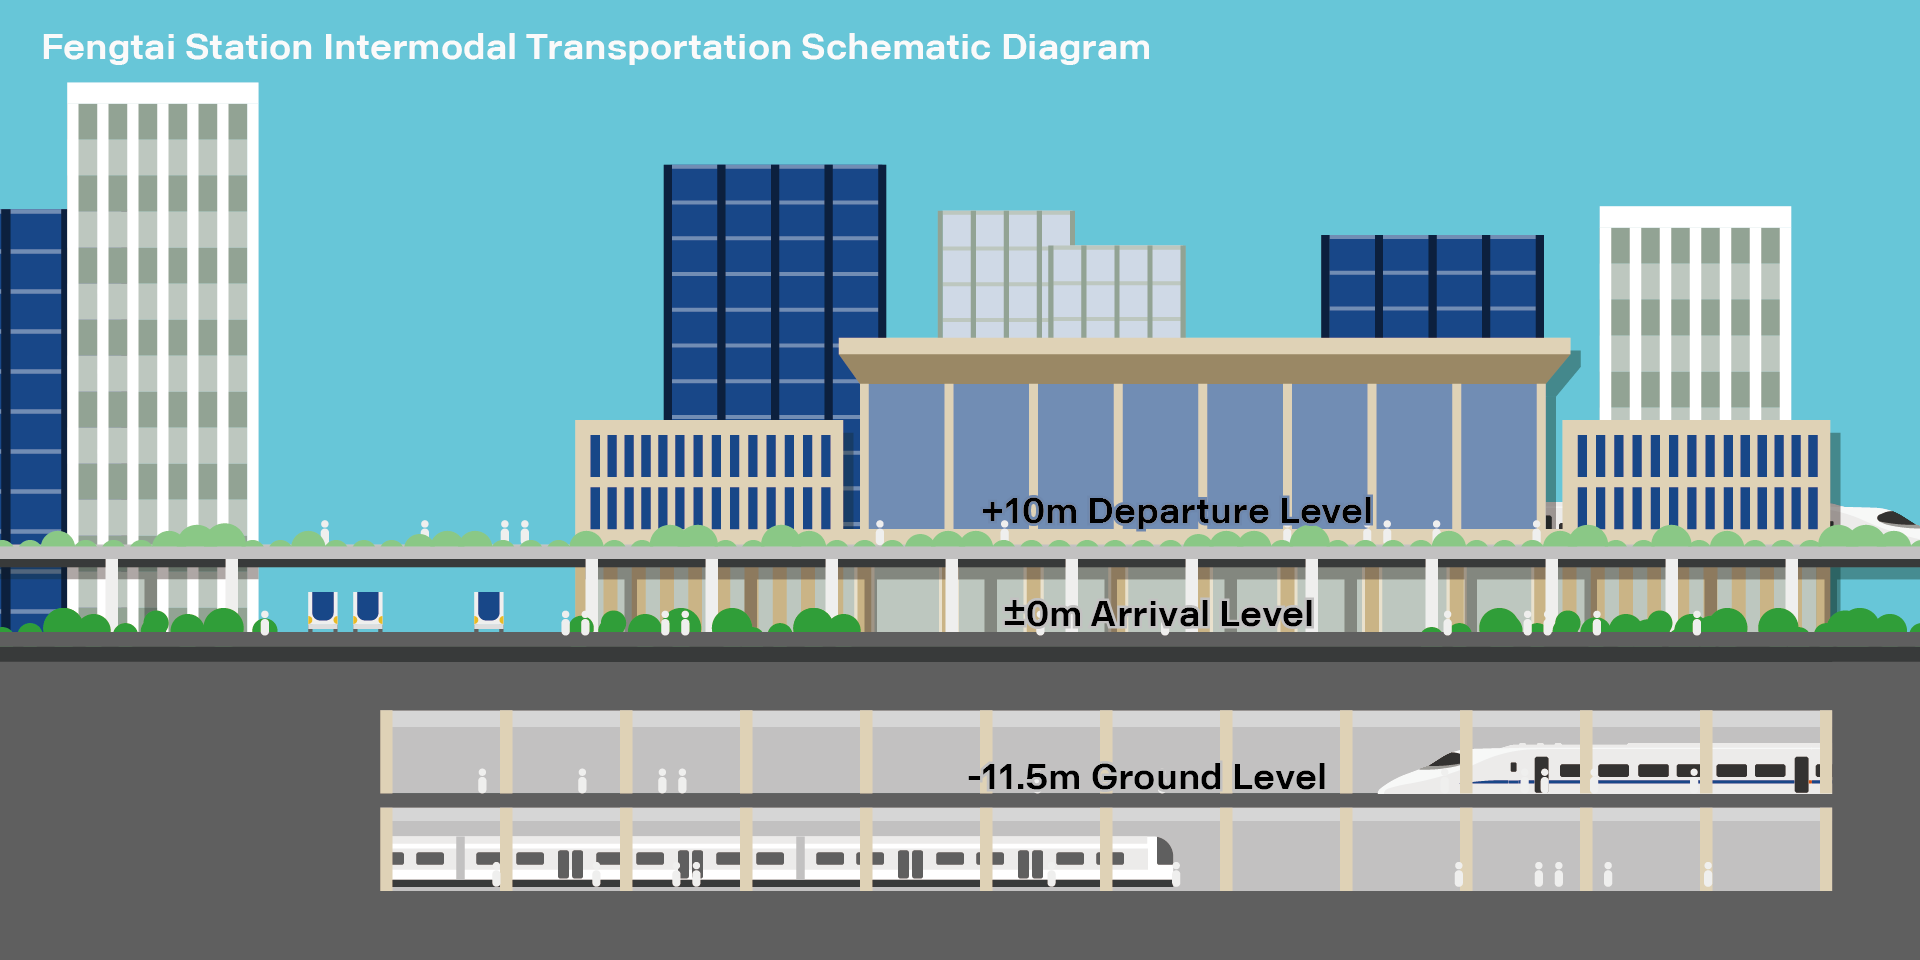 Fengtai Station Intermodal Transportation Schematic Diagram
+10m Departure Level
±0m Arrival Level
-11.5m Ground Level